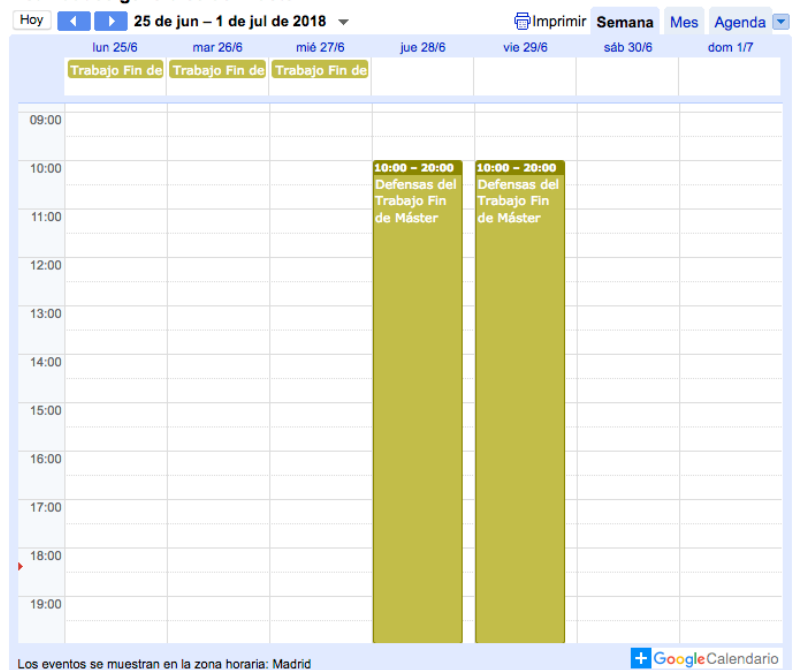 Hoy 25 de jun – 1 de jul de 2018 Imprimir Semana Mes Agenda
lun 25/6 mar 26/6 mié 27/6 jue 28/6 vie 29/6 sáb 30/6 dom 1/7
Trabajo Fin de Trabajo Fin de Trabajo Fin de
09:00
10:00 10:00 – 20:00 10:00 – 20:00
Defensas del Defensas del
Trabajo Fin Trabajo Fin
11:00 de Máster de Máster
12:00
13:00
14:00
15:00
16:00
17:00
18:00
19:00
Los eventos se muestran en la zona horaria: Madrid
GoogleCalendario